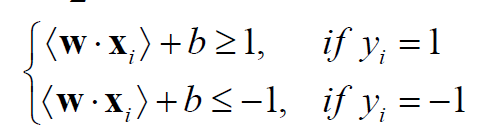 ⟨w · xᵢ⟩ + b ≥ 1, if yᵢ = 1
⟨w · xᵢ⟩ + b ≤ −1, if yᵢ = −1